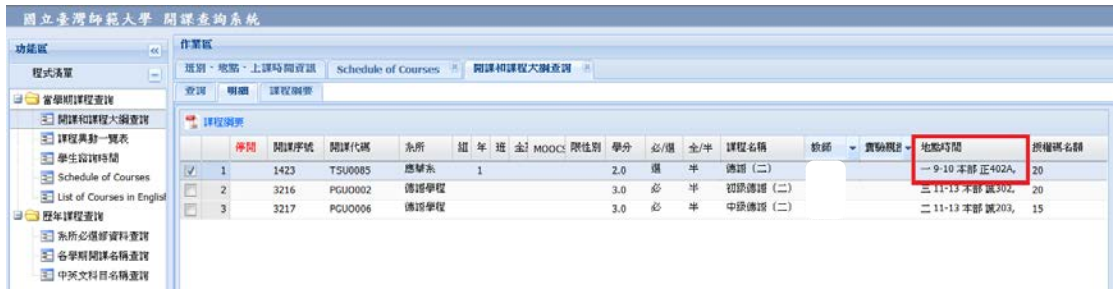 國立臺灣師範大學 開課查詢系統
功能區
作業區
班別、地點、上課時間資訊 Schedule of Courses 開課和課程大綱查詢
程式清單
查詢 明細 課程綱要
當學期課程查詢
開課和課程大綱查詢
課程綱要
課程異動一覽表
停開 開課序號 開課代碼 系所 組 年 班 MOOCS 限性別 學分 必/選 全/半 課程名稱 教師 地點時間 授權碼名額
學生容詢時間
1 1423 TSU0085 應華系 1 2.0 選 半 德語(二) 一 9-10 本部 正402A, 20
Schedule of Courses
2 3216 PGU0002 德語學程 3.0 必 半 初級德語(二) 三 11-13 本部 誠302, 20
List of Courses in English
3 3217 PGU0006 德語學程 3.0 必 半 中級德語(二) 二 11-13 本部 誠203, 15
歷年課程查詢
系所必選修資料查詢
各學期開課名稱查詢
中英文科目名稱查詢